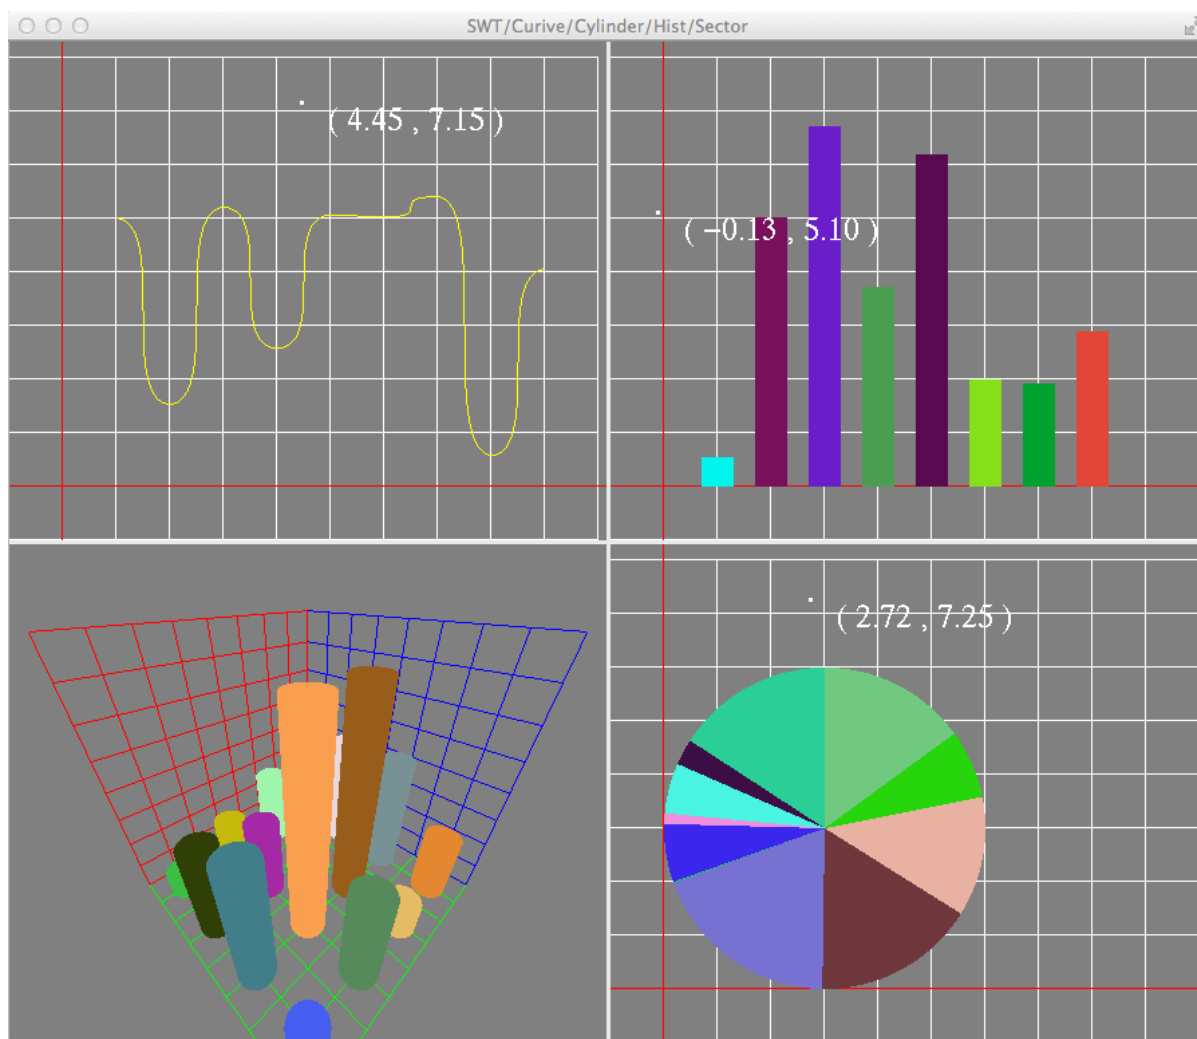 SWT/Curive/Cylinder/Hist/Sector
( 4.45 , 7.15 )
( −0.13 , 5.10 )
( 2.72 , 7.25 )